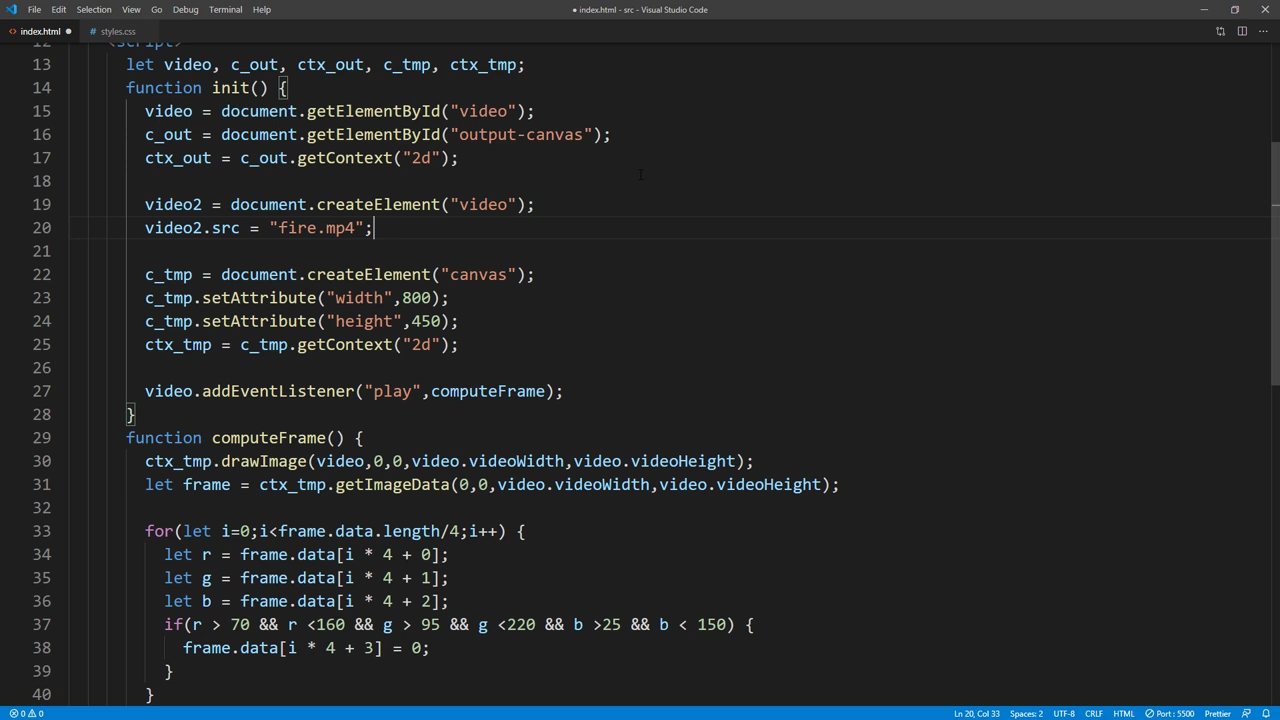 File Edit Selection View Go Debug Terminal Help
● index.html - src - Visual Studio Code
<> index.html ●
# styles.css
12 <script>
13 let video, c_out, ctx_out, c_tmp, ctx_tmp;
14 function init() {
15 video = document.getElementById("video");
16 c_out = document.getElementById("output-canvas");
17 ctx_out = c_out.getContext("2d");
18
19 video2 = document.createElement("video");
20 video2.src = "fire.mp4";
21
22 c_tmp = document.createElement("canvas");
23 c_tmp.setAttribute("width",800);
24 c_tmp.setAttribute("height",450);
25 ctx_tmp = c_tmp.getContext("2d");
26
27 video.addEventListener("play",computeFrame);
28 }
29 function computeFrame() {
30 ctx_tmp.drawImage(video,0,0,video.videoWidth,video.videoHeight);
31 let frame = ctx_tmp.getImageData(0,0,video.videoWidth,video.videoHeight);
32
33 for(let i=0;i<frame.data.length/4;i++) {
34 let r = frame.data[i * 4 + 0];
35 let g = frame.data[i * 4 + 1];
36 let b = frame.data[i * 4 + 2];
37 if(r > 70 && r <160 && g > 95 && g <220 && b >25 && b < 150) {
38 frame.data[i * 4 + 3] = 0;
39 }
40 }
0 0 Ln 20, Col 33 Spaces: 2 UTF-8 CRLF HTML Port : 5500 Prettier